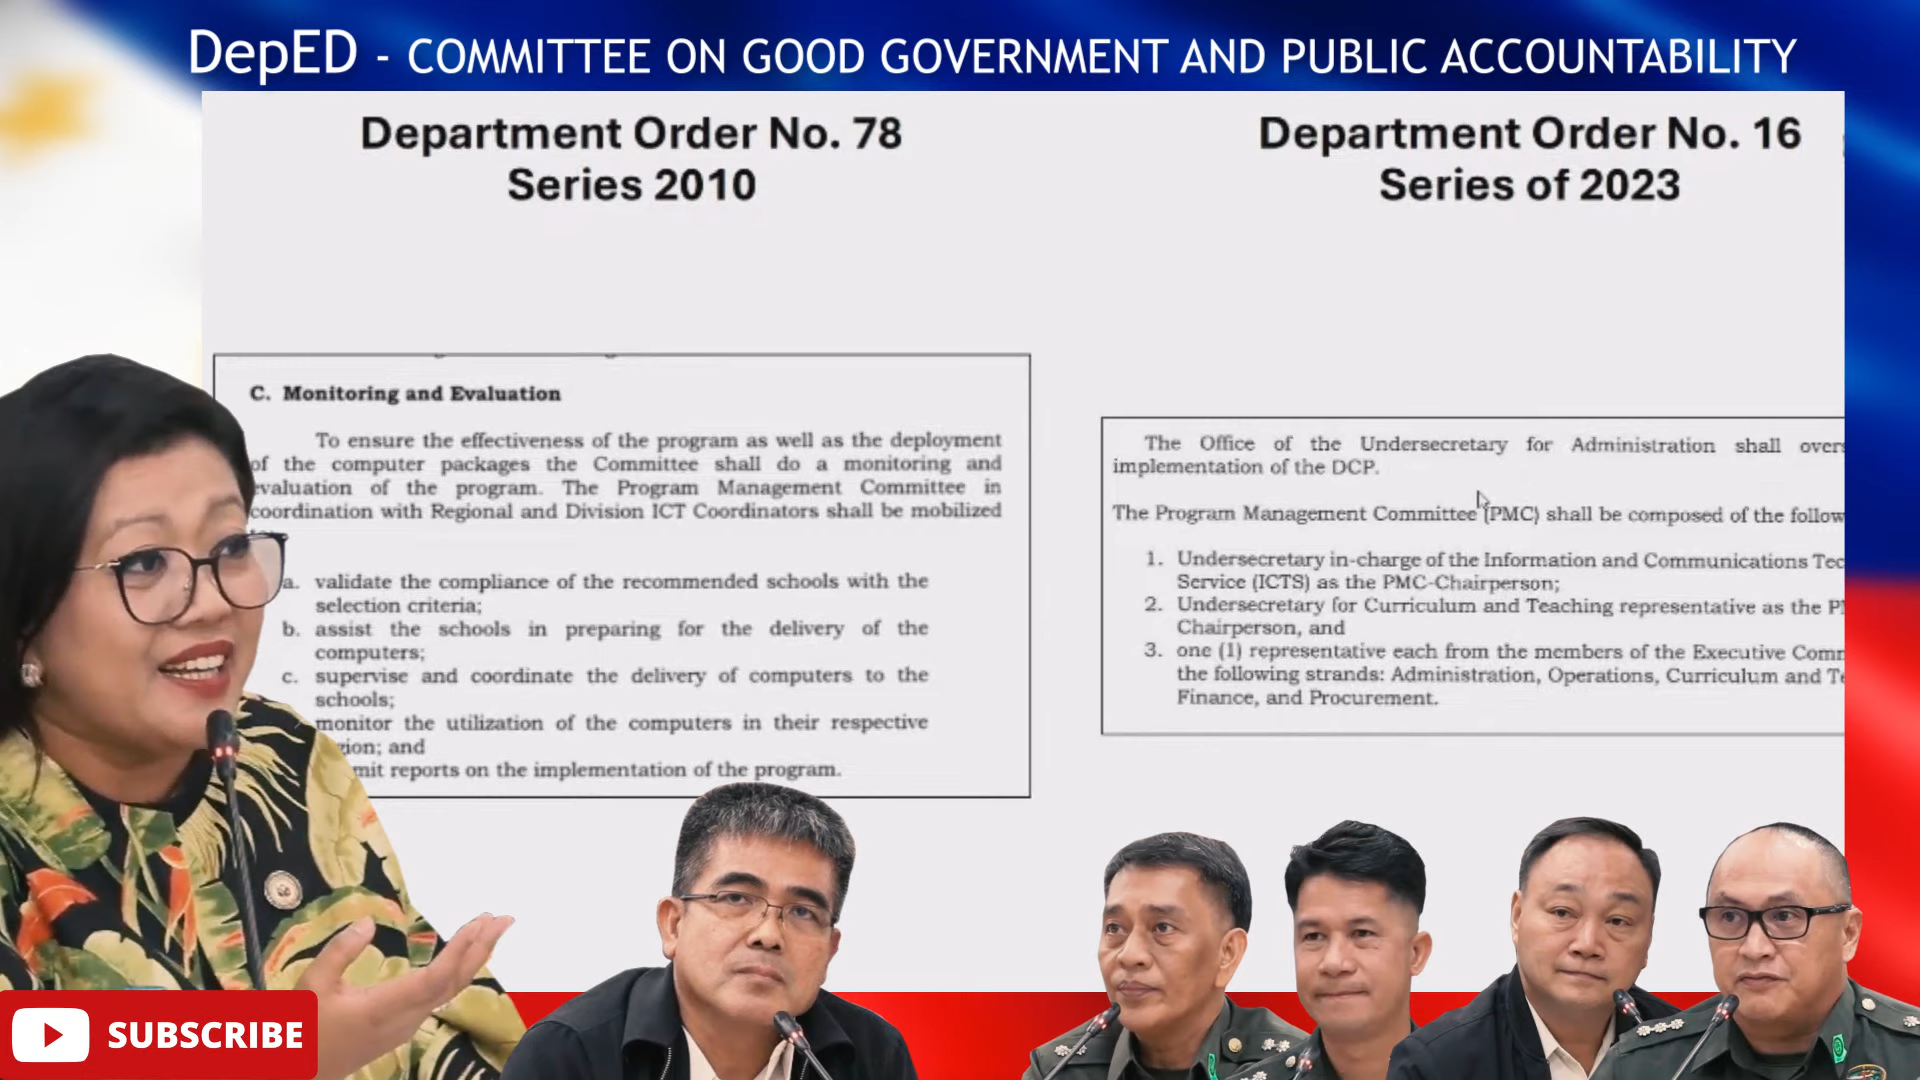 DepED - COMMITTEE ON GOOD GOVERNMENT AND PUBLIC ACCOUNTABILITY
Department Order No. 78
Series 2010
C. Monitoring and Evaluation
To ensure the effectiveness of the program as well as the deployment
of the computer packages the Committee shall do a monitoring and
evaluation of the program. The Program Management Committee in
coordination with Regional and Division ICT Coordinators shall be mobilized
a. validate the compliance of the recommended schools with the
selection criteria;
b. assist the schools in preparing for the delivery of the
computers;
c. supervise and coordinate the delivery of computers to the
schools;
monitor the utilization of the computers in their respective
and
reports on the implementation of the program.
Department Order No. 16
Series of 2023
The Office of the Undersecretary for Administration shall
implementation of the DCP.
The Program Management Committee (PMC) shall be composed of the
1. Undersecretary in-charge of the Information and Communications
Service (ICTS) as the PMC-Chairperson;
2. Undersecretary for Curriculum and Teaching representative as the
Chairperson, and
3. one (1) representative each from the members of the Executive
the following strands: Administration, Operations, Curriculum and
Finance, and Procurement.
SUBSCRIBE